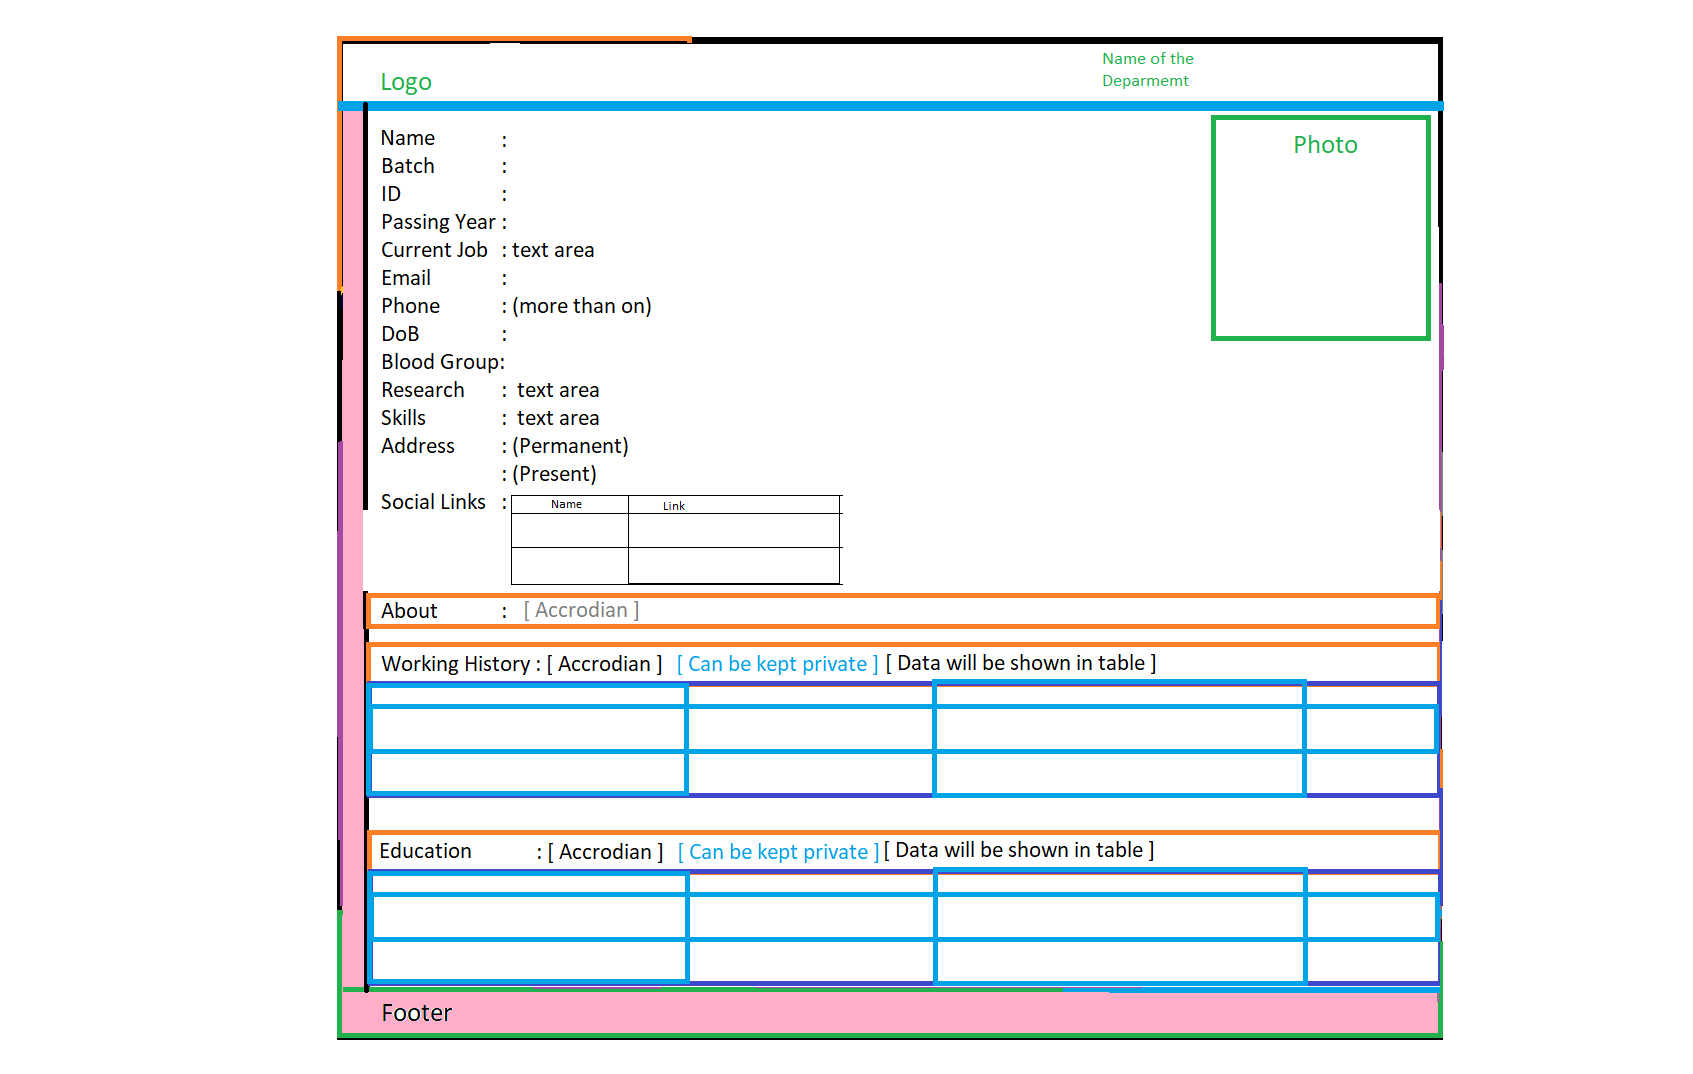 Name of the
Deparmemt
Logo
Photo
Name :
Batch :
ID :
Passing Year :
Current Job : text area
Email :
Phone : (more than on)
DoB :
Blood Group:
Research : text area
Skills : text area
Address : (Permanent)
: (Present)
Social Links :
Name Link
About : [ Accrodian ]
Working History : [ Accrodian ] [ Can be kept private ] [ Data will be shown in table ]
Education : [ Accrodian ] [ Can be kept private ] [ Data will be shown in table ]
Footer